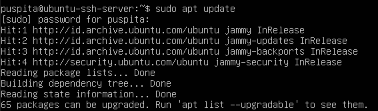 puspita@ubuntu-ssh-server:~$ sudo apt update
[sudo] password for puspita:
Hit:1 http://id.archive.ubuntu.com/ubuntu jammy InRelease
Hit:2 http://id.archive.ubuntu.com/ubuntu jammy-updates InRelease
Hit:3 http://id.archive.ubuntu.com/ubuntu jammy-backports InRelease
Hit:4 http://security.ubuntu.com/ubuntu jammy-security InRelease
Reading package lists... Done
Building dependency tree... Done
Reading state information... Done
65 packages can be upgraded. Run 'apt list --upgradable' to see them.